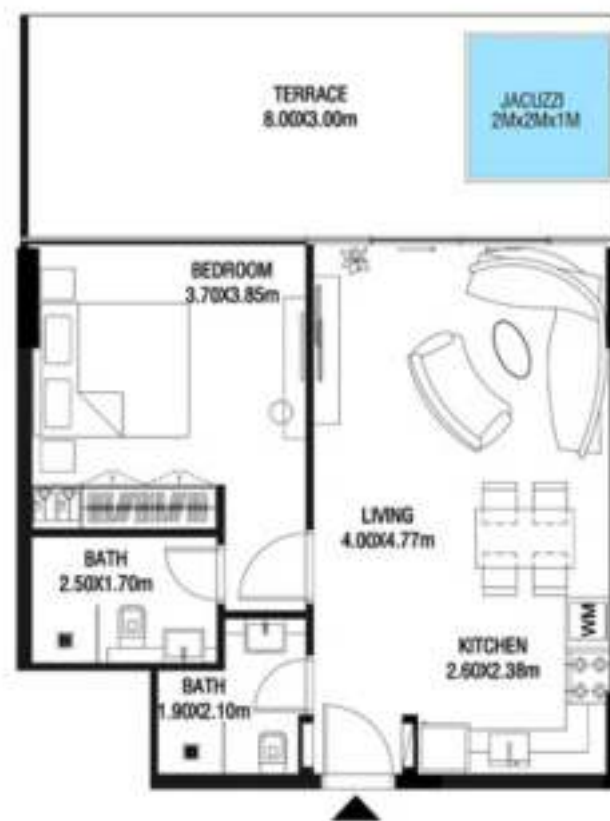 TERRACE
8.00X3.00m
JACUZZI
2Mx2Mx1M
BEDROOM
3.70X3.85m
LIVING
4.00X4.77m
BATH
2.50X1.70m
WM
KITCHEN
2.60X2.38m
BATH
1.90X2.10m